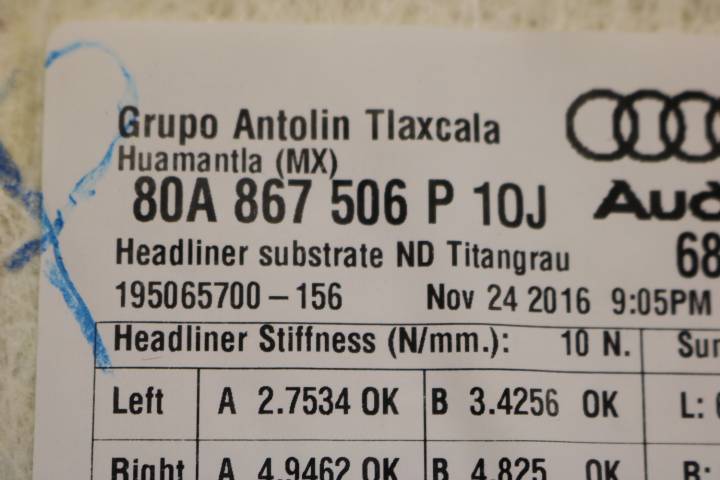 Grupo Antolin Tlaxcala
Huamantla (MX)
80A 867 506 P 10J
Headliner substrate ND Titangrau
195065700-156 Nov 24 2016 9:05PM
Headliner Stiffness (N/mm.): 10 N.
Left A 2.7534 OK B 3.4256 OK L:
Right A 4.9462 OK B 4.825 OK R: